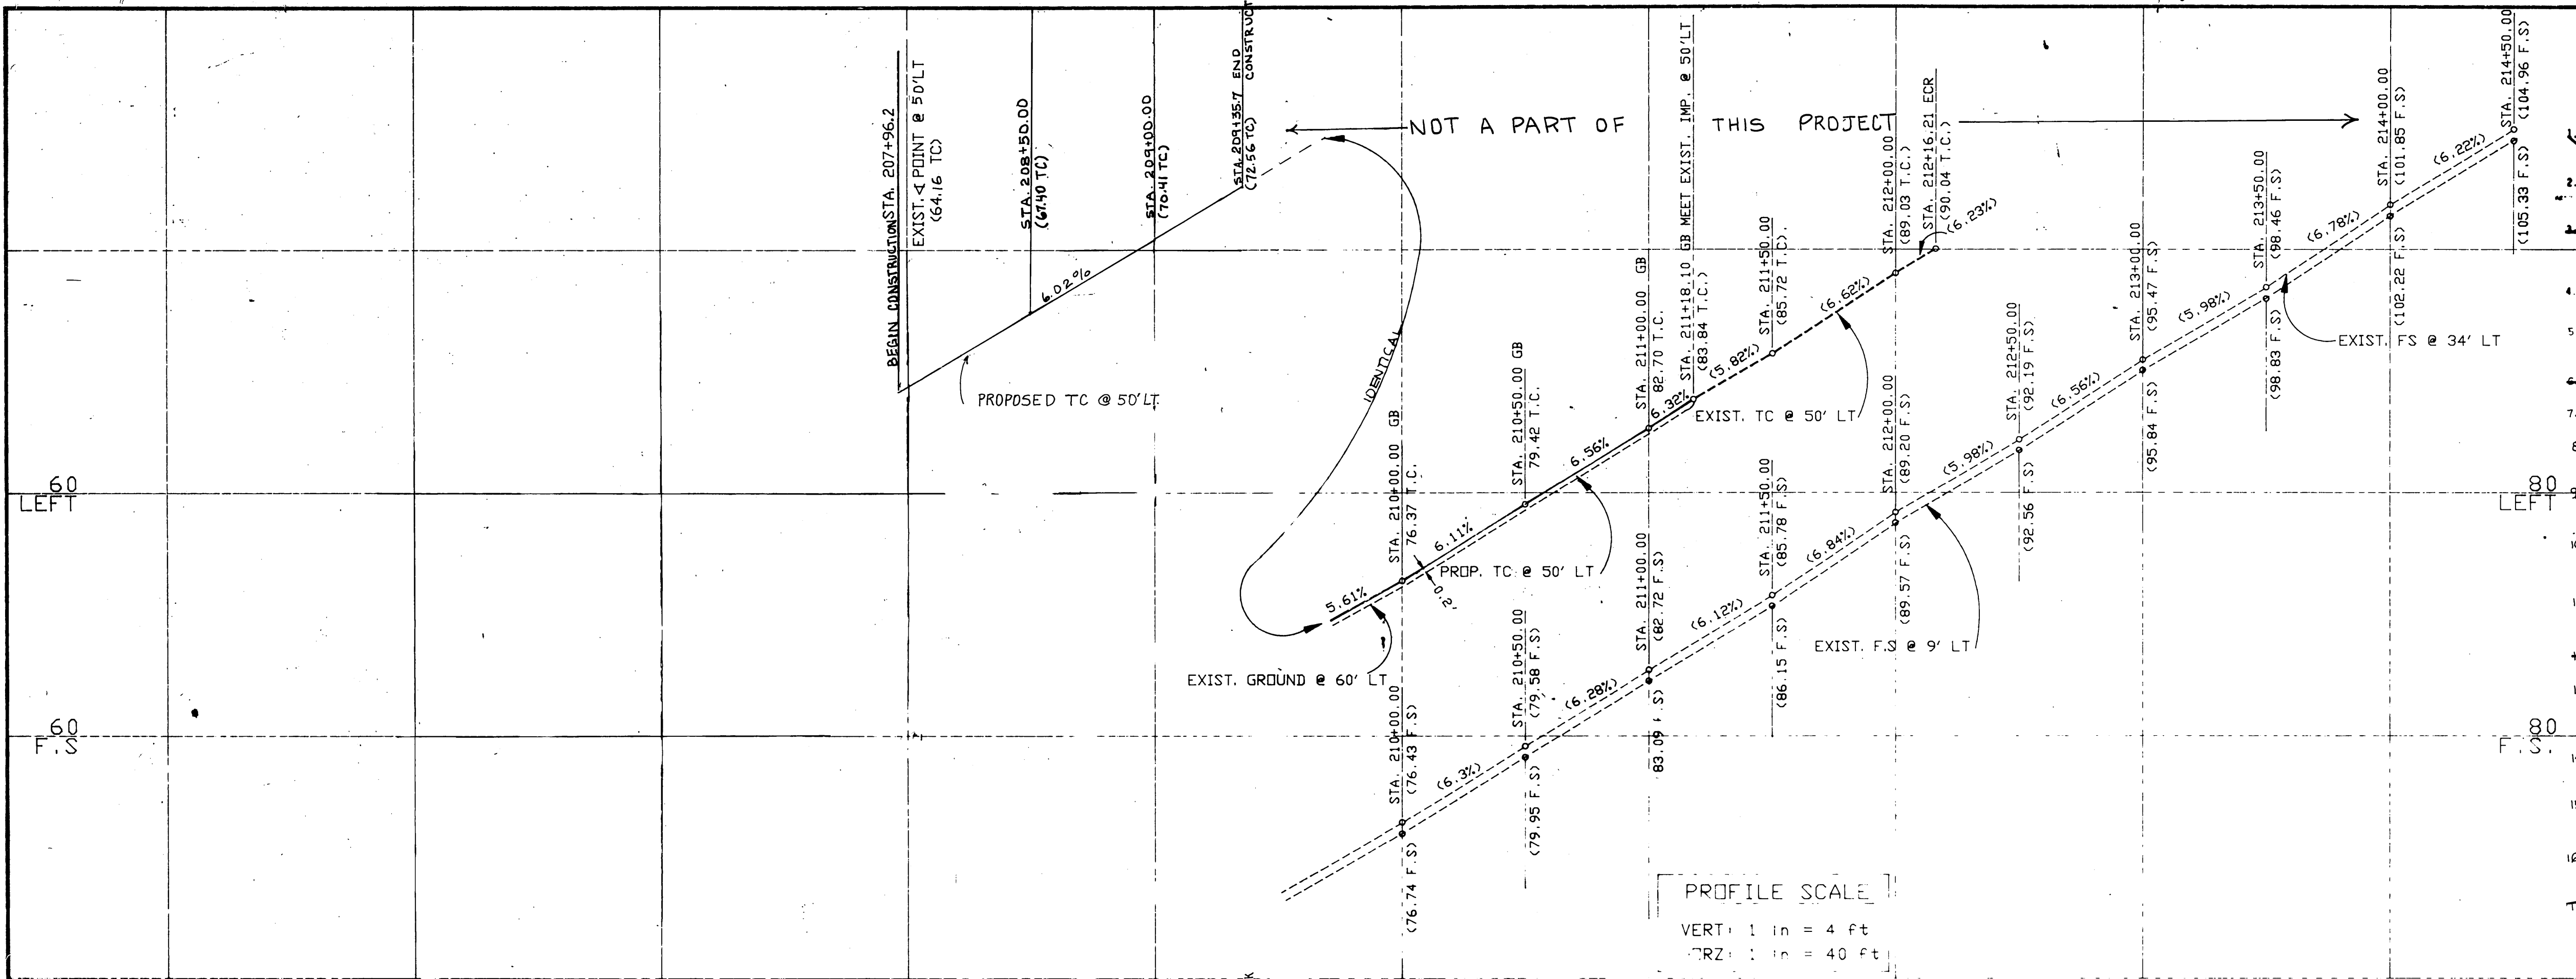 BEGIN CONSTRUCTION STA. 207+96.2
EXIST. ∢ POINT @ 50'LT
(64.16 TC)
STA. 208+50.00
(67.40 TC)
STA. 209+00.00
(70.41 TC)
STA. 209+35.7 END
CONSTRUCT
(72.56 TC)
6.02%
PROPOSED TC @ 50'LT.
NOT A PART OF THIS PROJECT
IDENTICAL
STA. 210+00.00 GB
76.37 T.C.
STA. 210+50.00 GB
79.42 T.C.
STA. 211+00.00 GB
82.70 T.C.
STA. 211+18.10 GB MEET EXIST. IMP. @ 50'LT
(83.84 T.C.)
STA. 211+50.00
(85.72 T.C.)
STA. 212+00.00
(89.03 T.C.)
STA. 212+16.21 ECR
(90.04 T.C.)
5.61%
6.11%
6.56%
6.32%
(5.82%)
(6.62%)
(6.23%)
0.2'
EXIST. TC @ 50' LT
PROP. TC @ 50' LT
EXIST. GROUND @ 60' LT
STA. 210+00.00
(76.43 F.S)
(76.74 F.S)
STA. 210+50.00
(79.58 F.S)
(79.95 F.S)
STA. 211+00.00
(82.72 F.S)
83.09 F.S)
STA. 211+50.00
(85.78 F.S)
(86.15 F.S)
STA. 212+00.00
(89.20 F.S)
(89.57 F.S)
STA. 212+50.00
(92.19 F.S)
(92.56 F.S)
STA. 213+00.00
(95.47 F.S)
(95.84 F.S)
STA. 213+50.00
(98.46 F.S)
(98.83 F.S)
STA. 214+00.00
(101.85 F.S)
(102.22 F.S)
STA. 214+50.00
(104.96 F.S)
(105.33 F.S)
(6.3%)
(6.28%)
(6.12%)
(6.84%)
(5.98%)
(6.56%)
(5.98%)
(6.78%)
(6.22%)
EXIST. FS @ 34' LT
EXIST. F.S @ 9' LT
60
LEFT
60
F.S
80
LEFT
80
F.S.
PROFILE SCALE
VERT: 1 in = 4 ft
RZ: 1 in = 40 ft